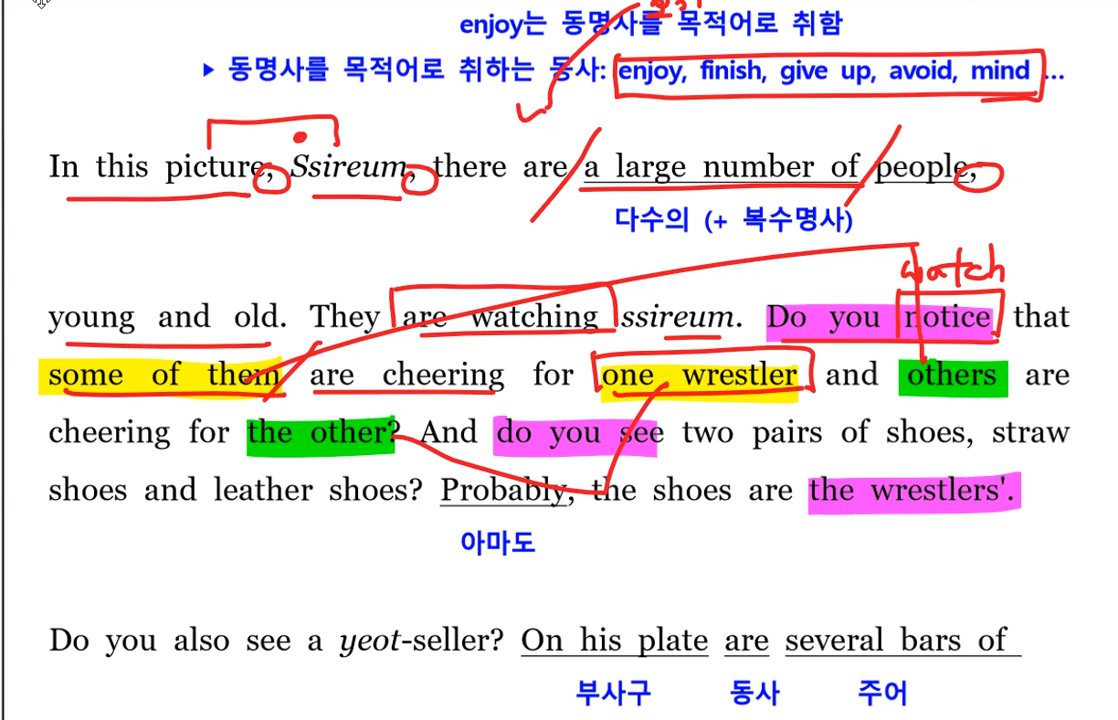 enjoy는 동명사를 목적어로 취함
▶ 동명사를 목적어로 취하는 동사: enjoy, finish, give up, avoid, mind ...
In this picture, Ssireum, there are a large number of people,
다수의 (+ 복수명사)
watch
young and old. They are watching ssireum. Do you notice that
some of them are cheering for one wrestler and others are
cheering for the other? And do you see two pairs of shoes, straw
shoes and leather shoes? Probably, the shoes are the wrestlers'.
아마도
Do you also see a yeot-seller? On his plate are several bars of
부사구 동사 주어